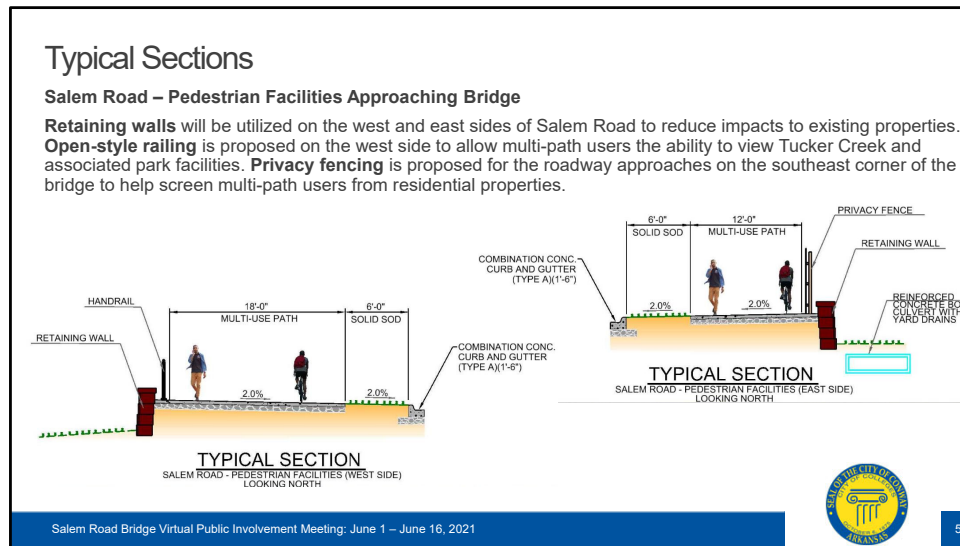 Typical Sections
Salem Road – Pedestrian Facilities Approaching Bridge
Retaining walls will be utilized on the west and east sides of Salem Road to reduce impacts to existing properties.
Open-style railing is proposed on the west side to allow multi-path users the ability to view Tucker Creek and
associated park facilities. Privacy fencing is proposed for the roadway approaches on the southeast corner of the
bridge to help screen multi-path users from residential properties.
HANDRAIL
RETAINING WALL
18'-0"
MULTI-USE PATH
6'-0"
SOLID SOD
2.0%
2.0%
COMBINATION CONC.
CURB AND GUTTER
(TYPE A)(1'-6")
TYPICAL SECTION
SALEM ROAD - PEDESTRIAN FACILITIES (WEST SIDE)
LOOKING NORTH
COMBINATION CONC.
CURB AND GUTTER
(TYPE A)(1'-6")
6'-0"
SOLID SOD
12'-0"
MULTI-USE PATH
2.0%
2.0%
PRIVACY FENCE
RETAINING WALL
REINFORCED
CONCRETE BO
CULVERT WITH
YARD DRAINS
TYPICAL SECTION
SALEM ROAD - PEDESTRIAN FACILITIES (EAST SIDE)
LOOKING NORTH
SEAL OF THE CITY OF CONWAY
CITY OF COLLEGES
ARKANSAS
Salem Road Bridge Virtual Public Involvement Meeting: June 1 – June 16, 2021
5